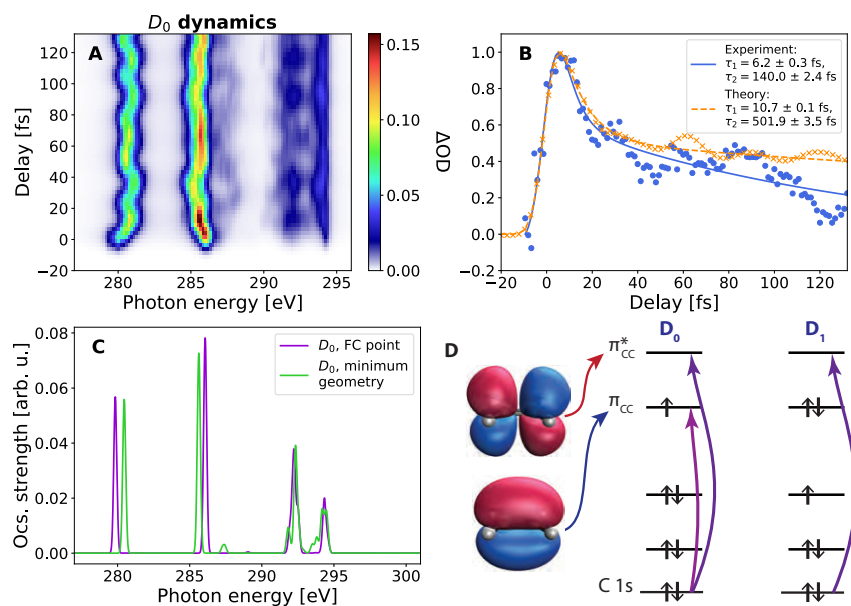 D0 dynamics
A
Delay [fs]
120
100
80
60
40
20
0
−20
280
285
290
295
Photon energy [eV]
0.15
0.10
0.05
0.00
B
ΔOD
1.0
0.8
0.6
0.4
0.2
0.0
−0.2
−20
0
20
40
60
80
100
120
Delay [fs]
Experiment:
τ1 = 6.2 ± 0.3 fs,
τ2 = 140.0 ± 2.4 fs
Theory:
τ1 = 10.7 ± 0.1 fs,
τ2 = 501.9 ± 3.5 fs
C
Ocs. strength [arb. u.]
0.08
0.06
0.04
0.02
0.00
280
285
290
295
300
Photon energy [eV]
D0, FC point
D0, minimum
geometry
D
D0
D1
π*CC
πCC
C 1s